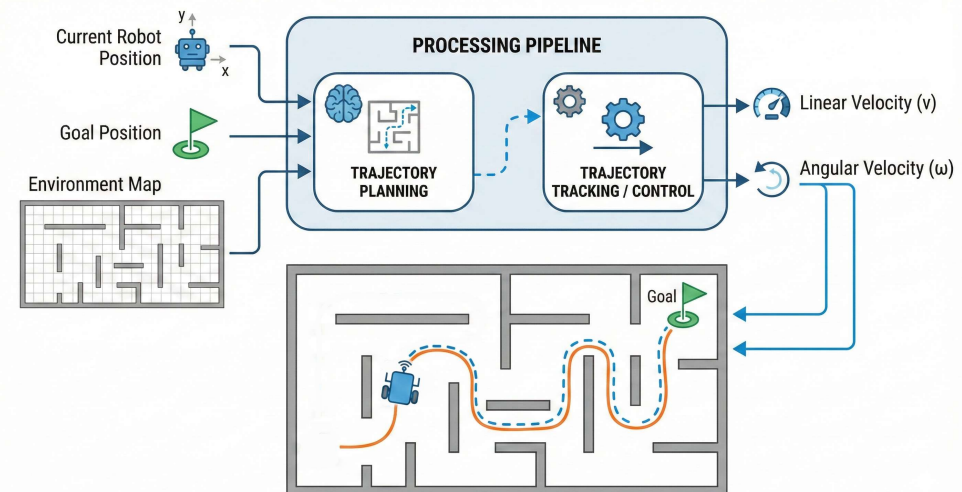 y
Current Robot
Position
x
Goal Position
Environment Map
PROCESSING PIPELINE
TRAJECTORY
PLANNING
TRAJECTORY
TRACKING / CONTROL
Linear Velocity (v)
Angular Velocity (ω)
Goal